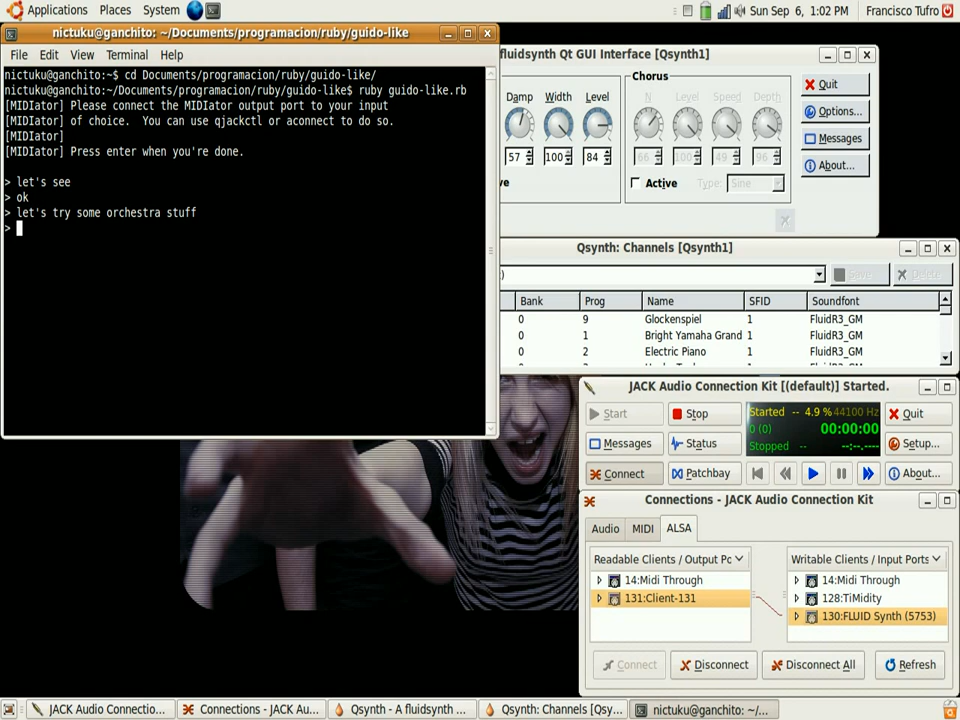 Applications Places System
Sun Sep 6, 1:02 PM Francisco Tufro
nictuku@ganchito: ~/Documents/programacion/ruby/guido-like
File Edit View Terminal Help
nictuku@ganchito:~$ cd Documents/programacion/ruby/guido-like/
nictuku@ganchito:~/Documents/programacion/ruby/guido-like$ ruby guido-like.rb
[MIDIator] Please connect the MIDIator output port to your input
[MIDIator] of choice.  You can use qjackctl or aconnect to do so.
[MIDIator]
[MIDIator] Press enter when you're done.
> let's see
> ok
> let's try some orchestra stuff
>
fluidsynth Qt GUI Interface [Qsynth1]
Damp Width Level
57 100 84
Chorus
N Level Speed Depth
66 100 49 96
Active Type: Sine
Quit
Options...
Messages
About...
Qsynth: Channels [Qsynth1]
Save Delete
Bank Prog Name SFID Soundfont
0 9 Glockenspiel 1 FluidR3_GM
0 1 Bright Yamaha Grand 1 FluidR3_GM
0 2 Electric Piano 1 FluidR3_GM
JACK Audio Connection Kit [(default)] Started.
Start Stop
Messages Status
Connect Patchbay
Started -- 4.9 % 44100 Hz
0 (0) 00:00:00
Stopped --:--.----
Quit
Setup...
About...
Connections - JACK Audio Connection Kit
Audio MIDI ALSA
Readable Clients / Output Pc
14:Midi Through
131:Client-131
Writable Clients / Input Ports
14:Midi Through
128:TiMidity
130:FLUID Synth (5753)
Connect Disconnect Disconnect All Refresh
JACK Audio Connectio... Connections - JACK Au... Qsynth - A fluidsynth ... Qsynth: Channels [Qsy... nictuku@ganchito: ~/...